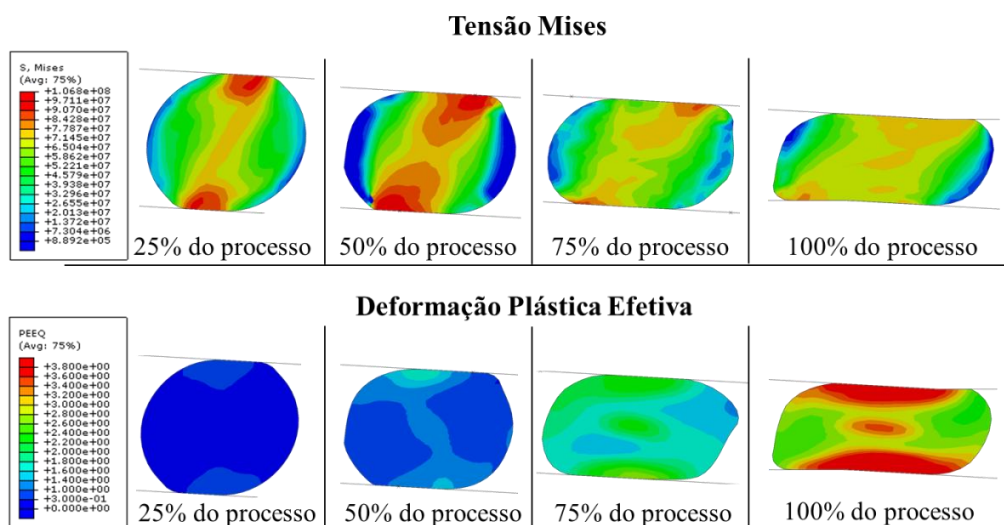 Tensão Mises
S, Mises
(Avg: 75%)
+1.068e+08
+9.711e+07
+9.070e+07
+8.428e+07
+7.787e+07
+7.145e+07
+6.504e+07
+5.862e+07
+5.221e+07
+4.579e+07
+3.938e+07
+3.296e+07
+2.655e+07
+2.013e+07
+1.372e+07
+7.304e+06
+8.892e+05
25% do processo
50% do processo
75% do processo
100% do processo
Deformação Plástica Efetiva
PEEQ
(Avg: 75%)
+3.800e+00
+3.600e+00
+3.400e+00
+3.200e+00
+3.000e+00
+2.800e+00
+2.600e+00
+2.400e+00
+2.200e+00
+2.000e+00
+1.800e+00
+1.600e+00
+1.000e+00
+3.000e-01
+0.000e+00
25% do processo
50% do processo
75% do processo
100% do processo